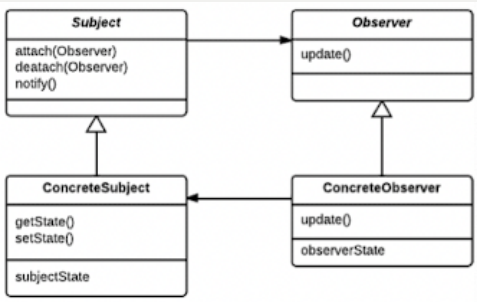 Subject
attach(Observer)
deatach(Observer)
notify()
Observer
update()
ConcreteSubject
getState()
setState()
subjectState
ConcreteObserver
update()
observerState